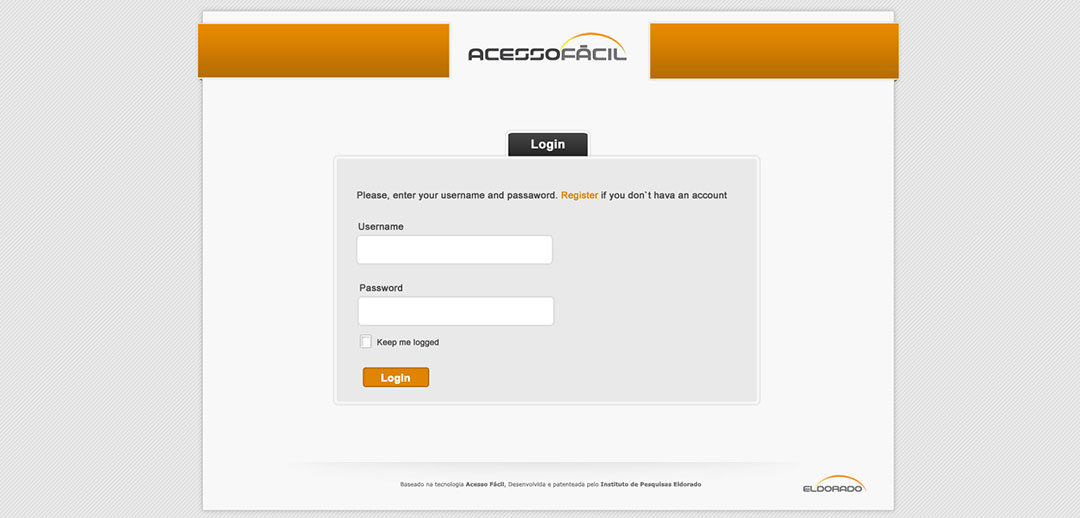 ACESSOFÁCIL
Login
Please, enter your username and passaword. Register if you don`t hava an account
Username
Password
Keep me logged
Login
Baseado na tecnologia Acesso Fácil, Desenvolvida e patenteada pelo Instituto de Pesquisas Eldorado
ELDORADO